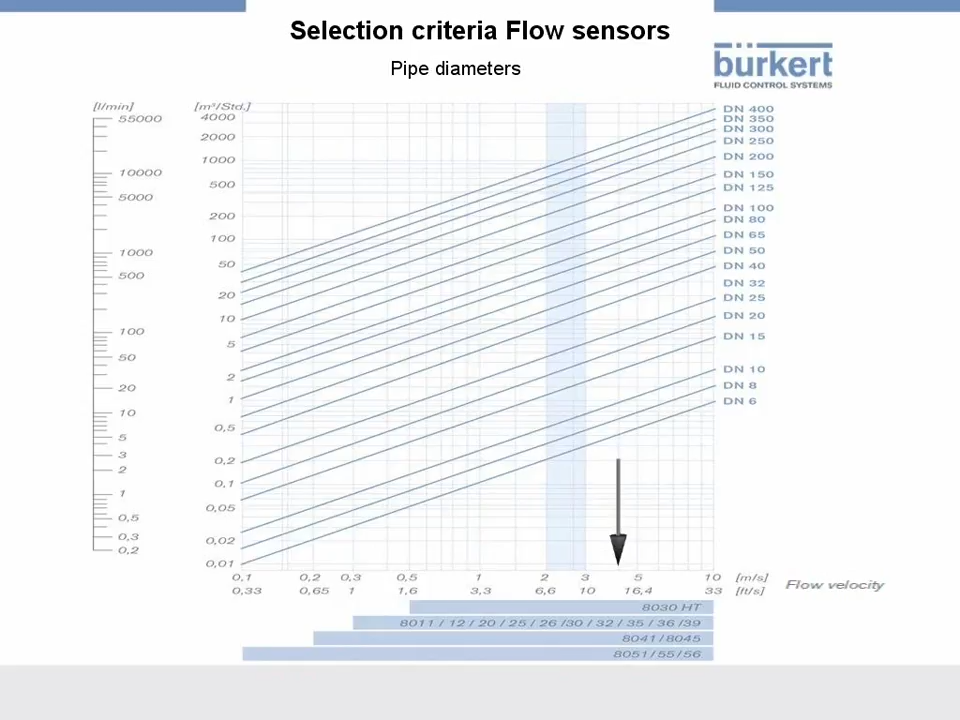 Selection criteria Flow sensors
Pipe diameters
burkert
FLUID CONTROL SYSTEMS
[l/min]
55000
10000
5000
1000
500
100
50
20
10
5
3
2
1
0,5
0,3
0,2
[m³/Std.]
4000
2000
1000
500
200
100
50
20
10
5
2
1
0,5
0,2
0,1
0,05
0,02
0,01
DN 400
DN 350
DN 300
DN 250
DN 200
DN 150
DN 125
DN 100
DN 80
DN 65
DN 50
DN 40
DN 32
DN 25
DN 20
DN 15
DN 10
DN 8
DN 6
0,1 0,2 0,3 0,5 1 2 3 5 10 [m/s]
0,33 0,65 1 1,6 3,3 6,6 10 16,4 33 [ft/s]
Flow velocity
8030 HT
8011 / 12 / 20 / 25 / 26 /30 / 32 / 35 / 36 /39
8041 / 8045
8051 / 55 / 56